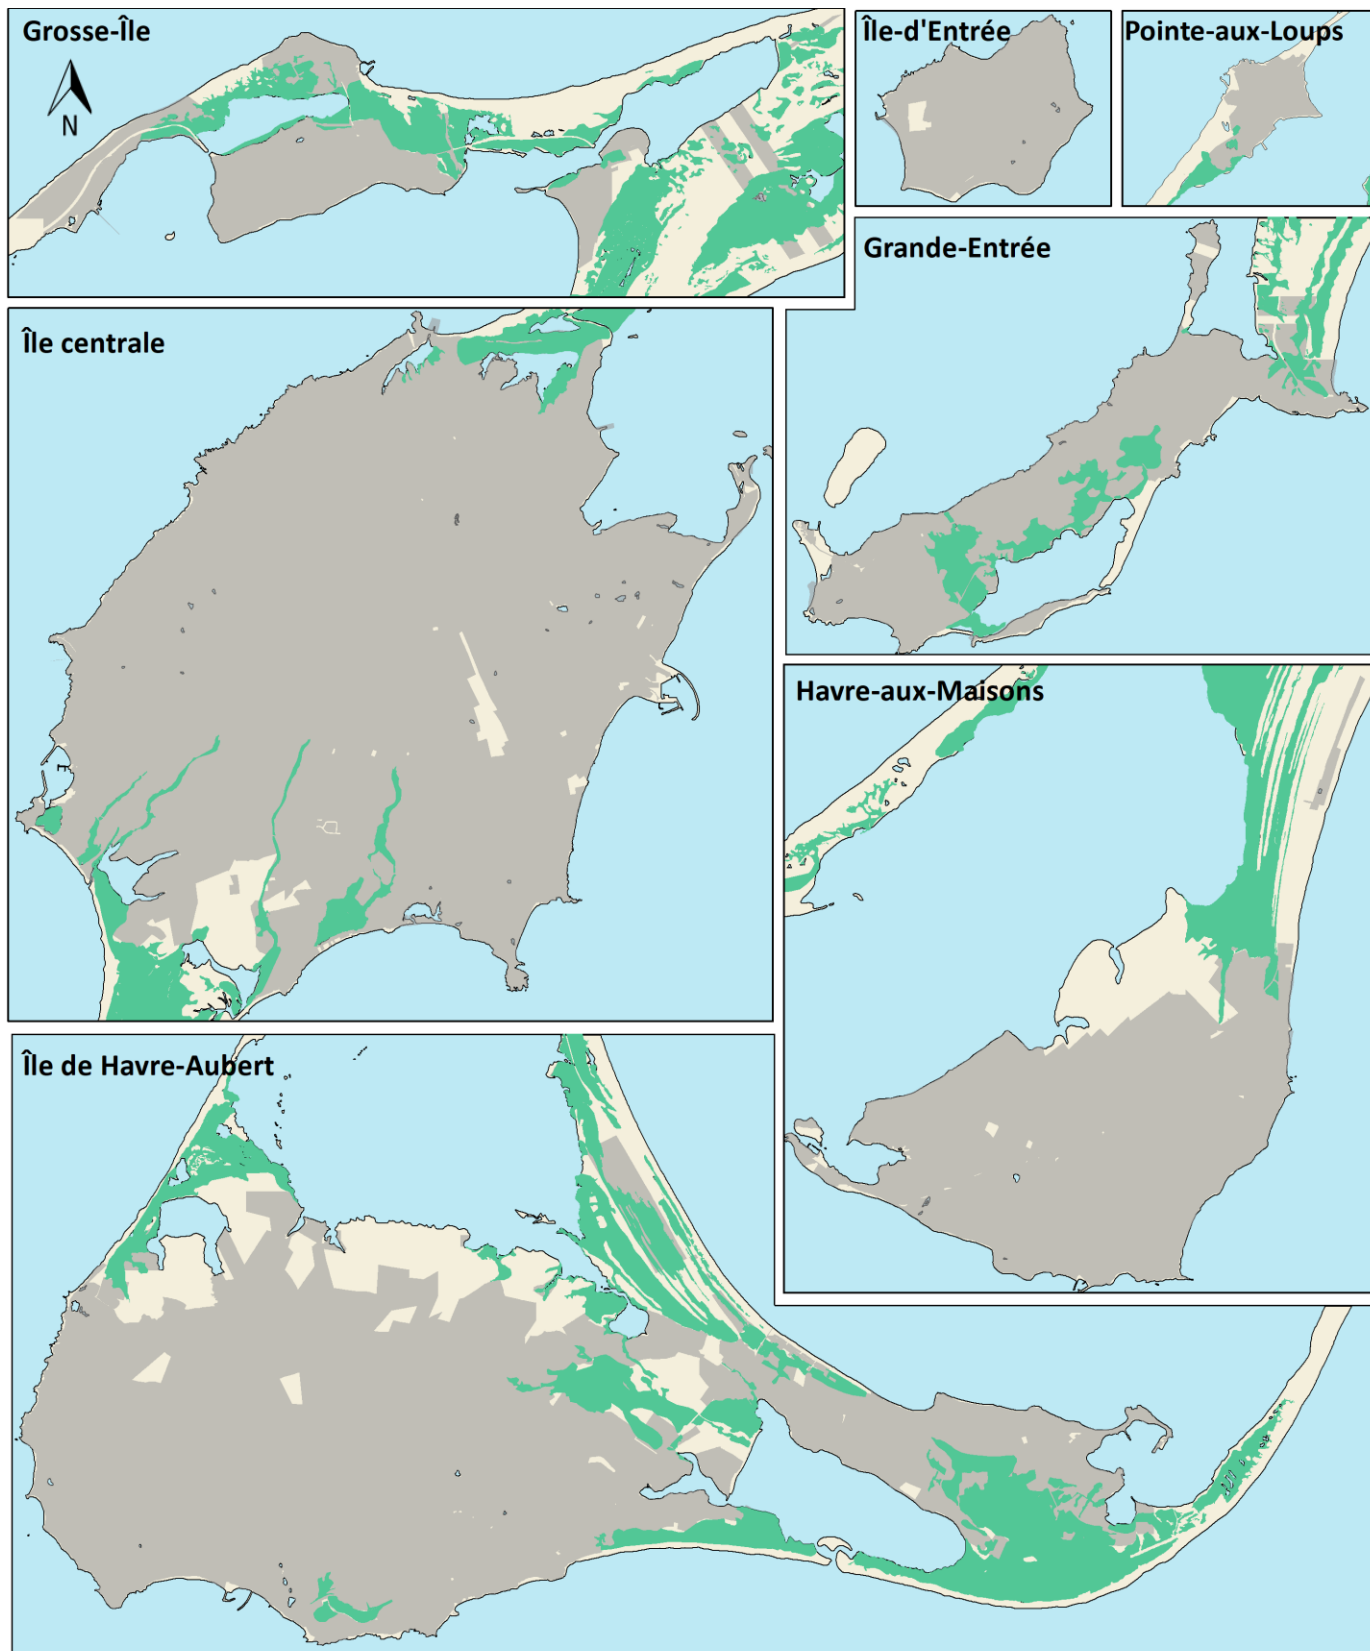 Grosse-Île
N
Île-d'Entrée
Pointe-aux-Loups
Grande-Entrée
Île centrale
Havre-aux-Maisons
Île de Havre-Aubert